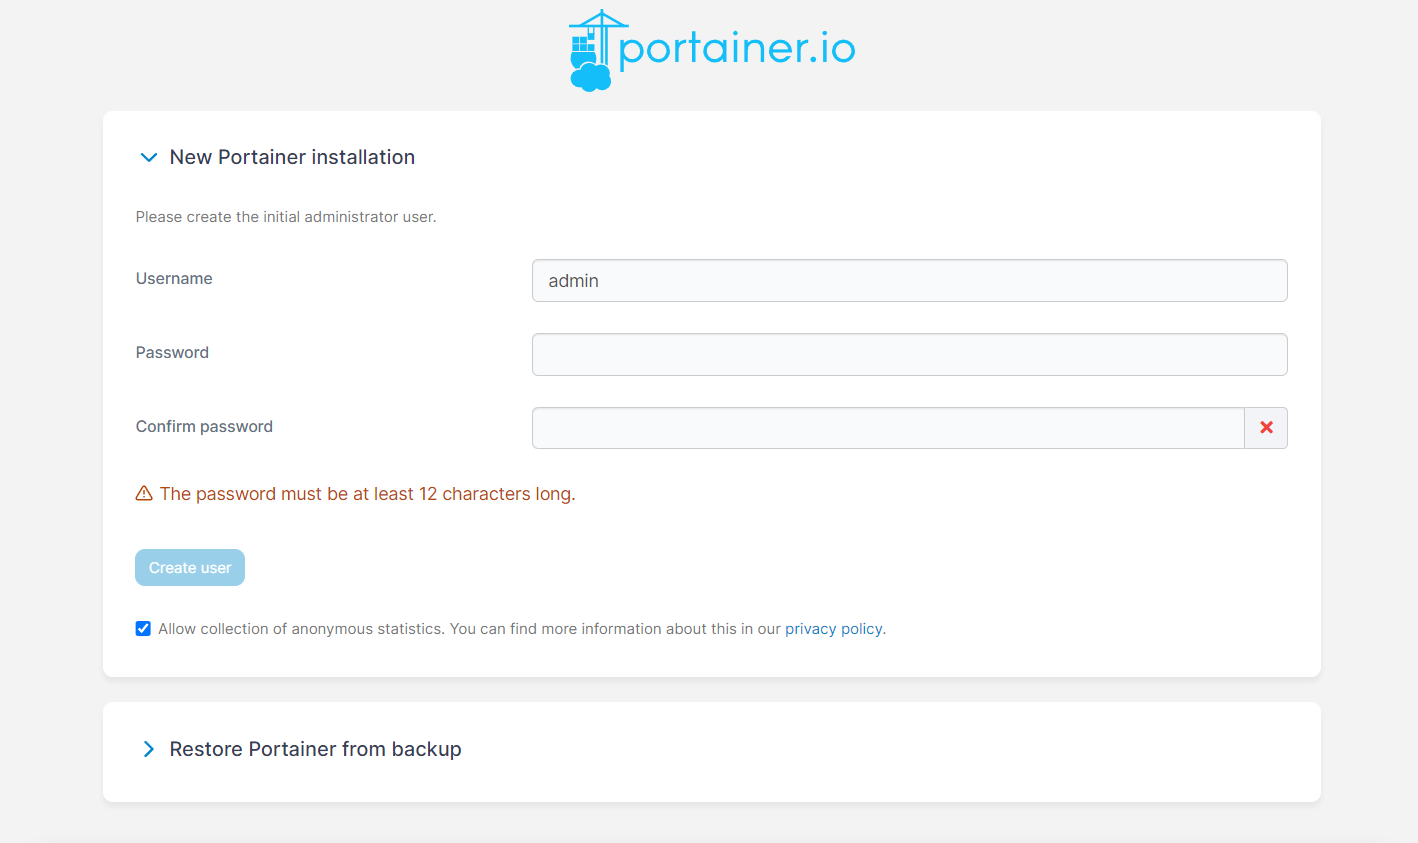 portainer.io
New Portainer installation
Please create the initial administrator user.
Username
admin
Password
Confirm password
The password must be at least 12 characters long.
Create user
Allow collection of anonymous statistics. You can find more information about this in our privacy policy.
Restore Portainer from backup